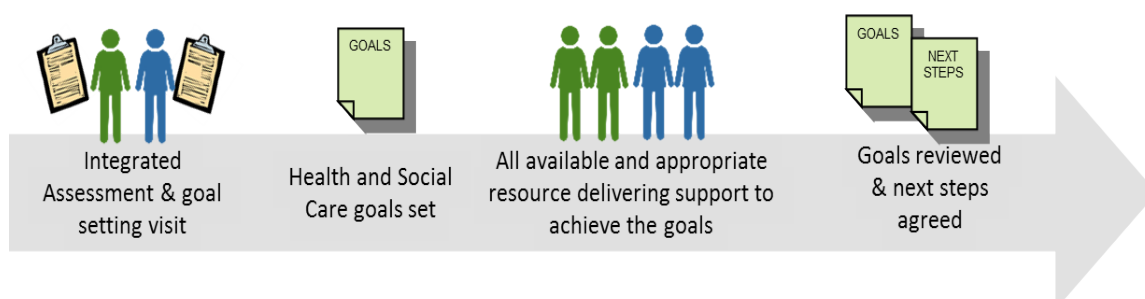 GOALS
GOALS
NEXT
STEPS
Integrated
Assessment & goal
setting visit
Health and Social
Care goals set
All available and appropriate
resource delivering support to
achieve the goals
Goals reviewed
& next steps
agreed